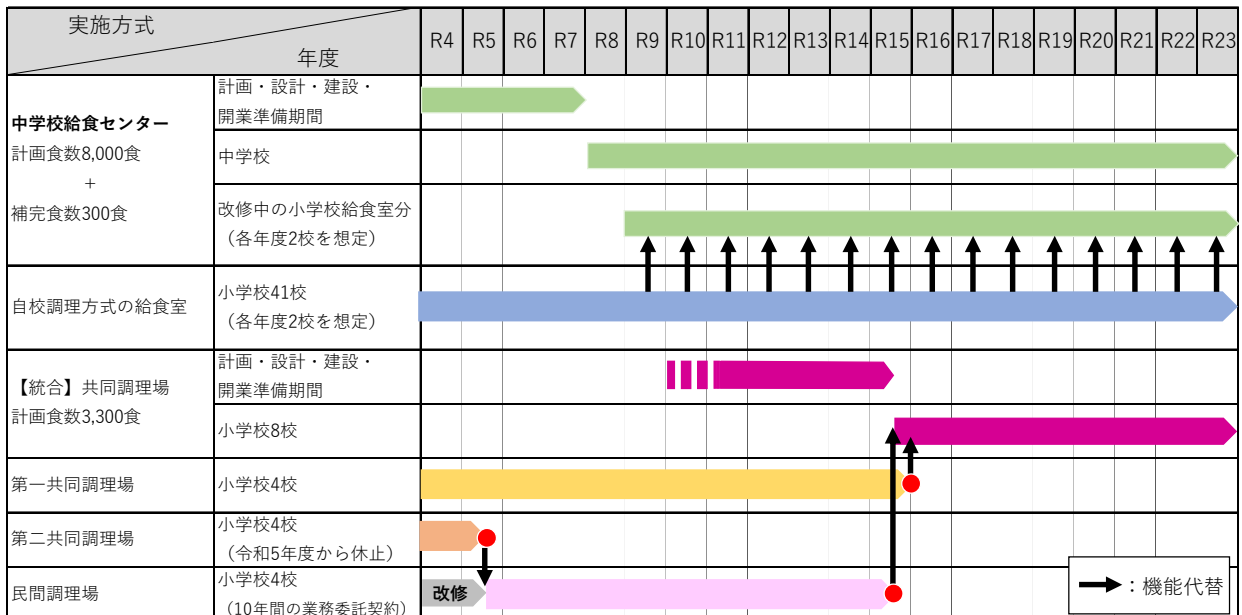 実施方式
年度
R4 R5 R6 R7 R8 R9 R10 R11 R12 R13 R14 R15 R16 R17 R18 R19 R20 R21 R22 R23
中学校給食センター
計画食数8,000食
+
補完食数300食
計画・設計・建設・
開業準備期間
中学校
改修中の小学校給食室分
（各年度2校を想定）
自校調理方式の給食室
小学校41校
（各年度2校を想定）
【統合】共同調理場
計画食数3,300食
計画・設計・建設・
開業準備期間
小学校8校
第一共同調理場
小学校4校
第二共同調理場
小学校4校
（令和5年度から休止）
民間調理場
小学校4校
（10年間の業務委託契約）
改修
：機能代替